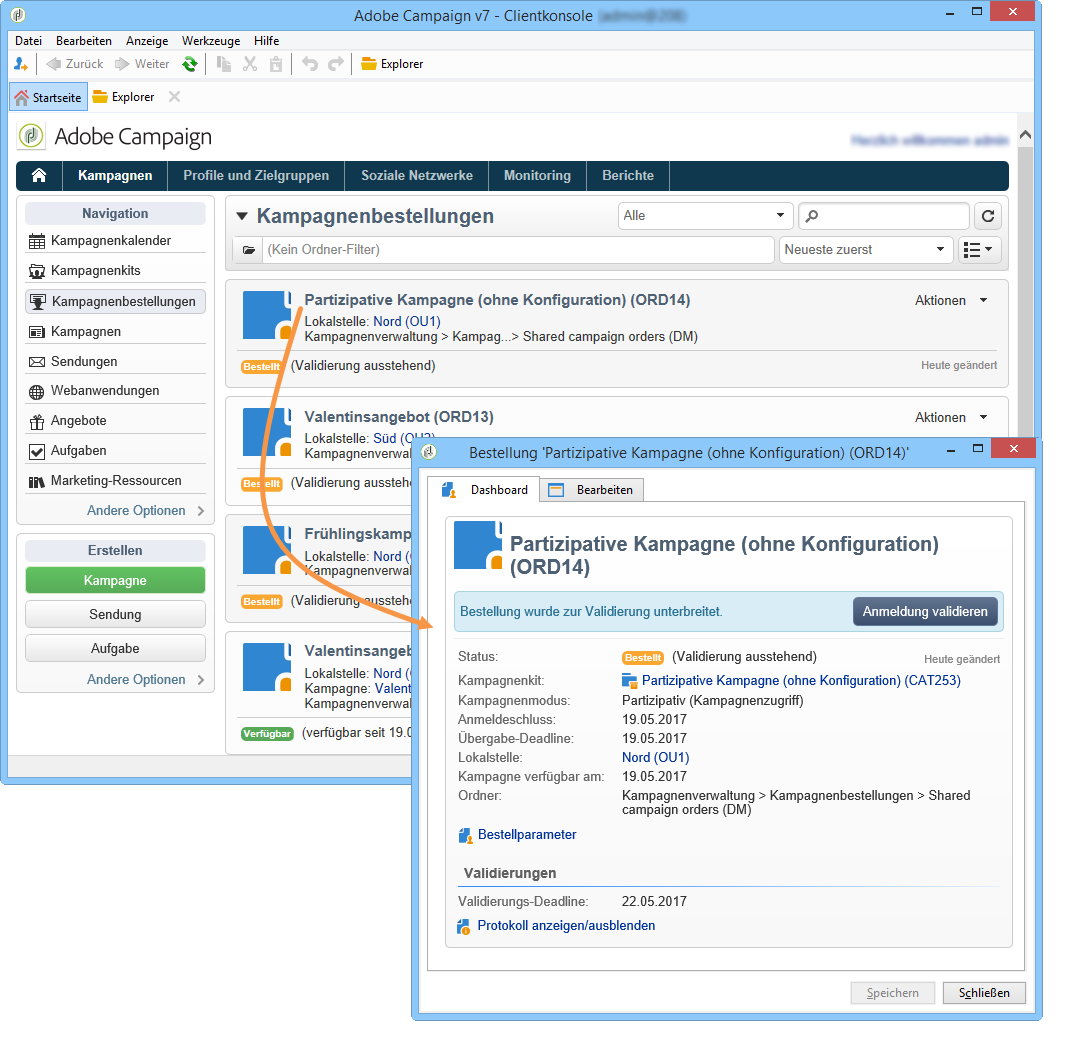 Adobe Campaign v7 - Clientkonsole
Datei Bearbeiten Anzeige Werkzeuge Hilfe
Zurück Weiter Explorer
Startseite Explorer
Adobe Campaign
Kampagnen Profile und Zielgruppen Soziale Netzwerke Monitoring Berichte
Navigation
Kampagnenkalender
Kampagnenkits
Kampagnenbestellungen
Kampagnen
Sendungen
Webanwendungen
Angebote
Aufgaben
Marketing-Ressourcen
Andere Optionen
Erstellen
Kampagne
Sendung
Aufgabe
Andere Optionen
Kampagnenbestellungen Alle
(Kein Ordner-Filter) Neueste zuerst
Partizipative Kampagne (ohne Konfiguration) (ORD14) Aktionen
Lokalstelle: Nord (OU1)
Kampagnenverwaltung > Kampag...> Shared campaign orders (DM)
Bestellt (Validierung ausstehend) Heute geändert
Valentinsangebot (ORD13) Aktionen
Lokalstelle: Süd (OU2)
Kampagnenverwal
Bestellt (Validierung ausstehe
Frühlingskamp
Lokalstelle: Nord (
Kampagnenverwal
Bestellt (Validierung ausstehe
Valentinsangeb
Lokalstelle: Nord (
Kampagne: Valent
Kampagnenverwal
Verfügbar (verfügbar seit 19.0
Bestellung 'Partizipative Kampagne (ohne Konfiguration) (ORD14)'
Dashboard Bearbeiten
Partizipative Kampagne (ohne Konfiguration)
(ORD14)
Bestellung wurde zur Validierung unterbreitet. Anmeldung validieren
Status: Bestellt (Validierung ausstehend) Heute geändert
Kampagnenkit: Partizipative Kampagne (ohne Konfiguration) (CAT253)
Kampagnenmodus: Partizipativ (Kampagnenzugriff)
Anmeldeschluss: 19.05.2017
Übergabe-Deadline: 19.05.2017
Lokalstelle: Nord (OU1)
Kampagne verfügbar am: 19.05.2017
Ordner: Kampagnenverwaltung > Kampagnenbestellungen > Shared
campaign orders (DM)
Bestellparameter
Validierungen
Validierungs-Deadline: 22.05.2017
Protokoll anzeigen/ausblenden
Speichern Schließen